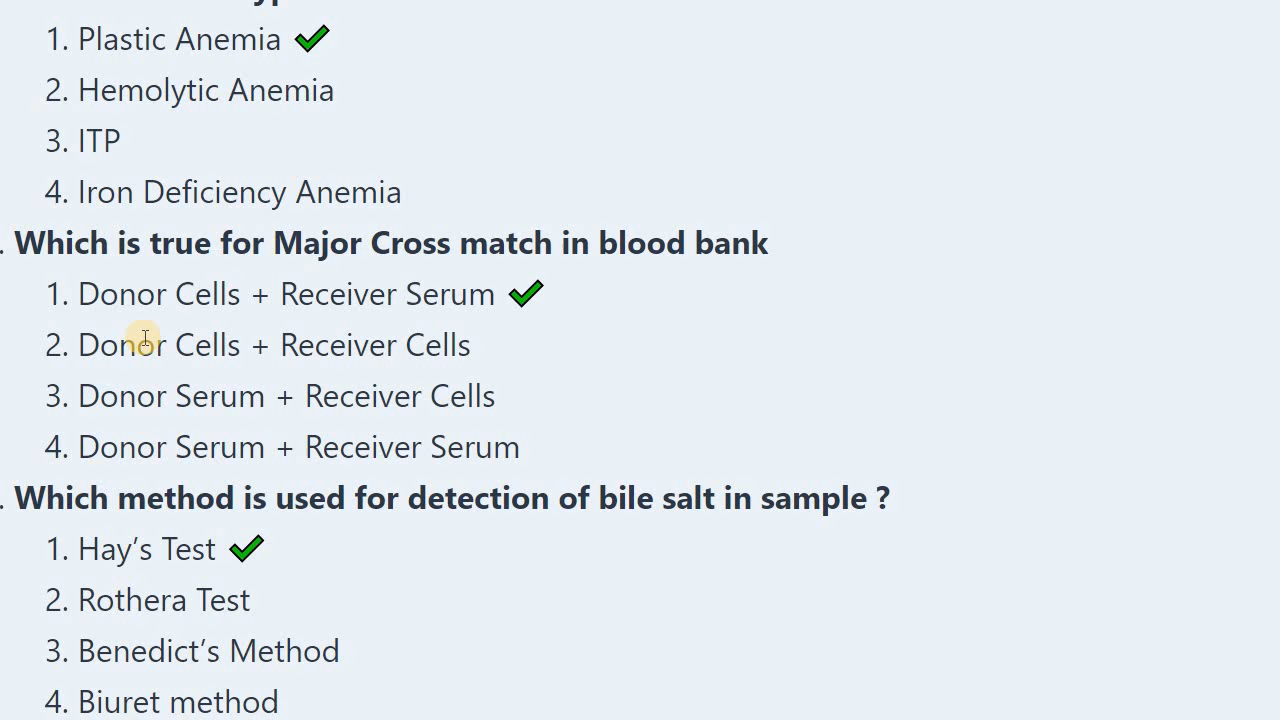 1. Plastic Anemia
2. Hemolytic Anemia
3. ITP
4. Iron Deficiency Anemia
. Which is true for Major Cross match in blood bank
1. Donor Cells + Receiver Serum
2. Donor Cells + Receiver Cells
3. Donor Serum + Receiver Cells
4. Donor Serum + Receiver Serum
. Which method is used for detection of bile salt in sample ?
1. Hay’s Test
2. Rothera Test
3. Benedict’s Method
4. Biuret method